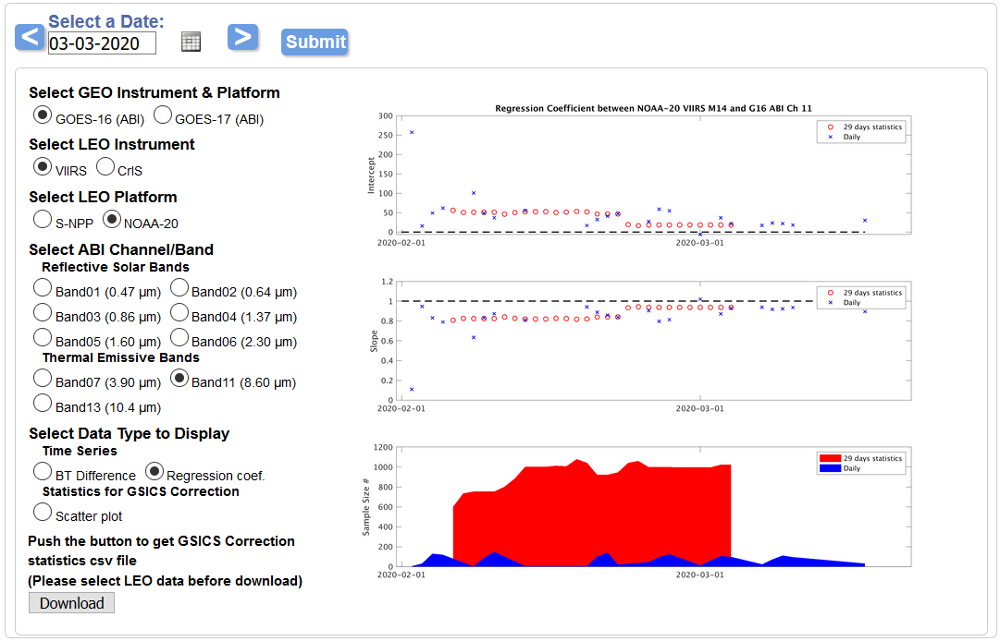 Select a Date:
<
03-03-2020
>
Submit
Select GEO Instrument & Platform
GOES-16 (ABI) GOES-17 (ABI)
Select LEO Instrument
VIIRS CrIS
Select LEO Platform
S-NPP NOAA-20
Select ABI Channel/Band
Reflective Solar Bands
Band01 (0.47 µm) Band02 (0.64 µm)
Band03 (0.86 µm) Band04 (1.37 µm)
Band05 (1.60 µm) Band06 (2.30 µm)
Thermal Emissive Bands
Band07 (3.90 µm) Band11 (8.60 µm)
Band13 (10.4 µm)
Select Data Type to Display
Time Series
BT Difference Regression coef.
Statistics for GSICS Correction
Scatter plot
Push the button to get GSICS Correction
statistics csv file
(Please select LEO data before download)
Download
Regression Coefficient between NOAA-20 VIIRS M14 and G16 ABI Ch 11
300
250
200
150
100
50
0
Intercept
29 days statistics
Daily
2020-02-01 2020-03-01
1.2
1
0.8
0.6
0.4
0.2
0
Slope
29 days statistics
Daily
2020-02-01 2020-03-01
1200
1000
800
600
400
200
0
Sample Size #
29 days statistics
Daily
2020-02-01 2020-03-01